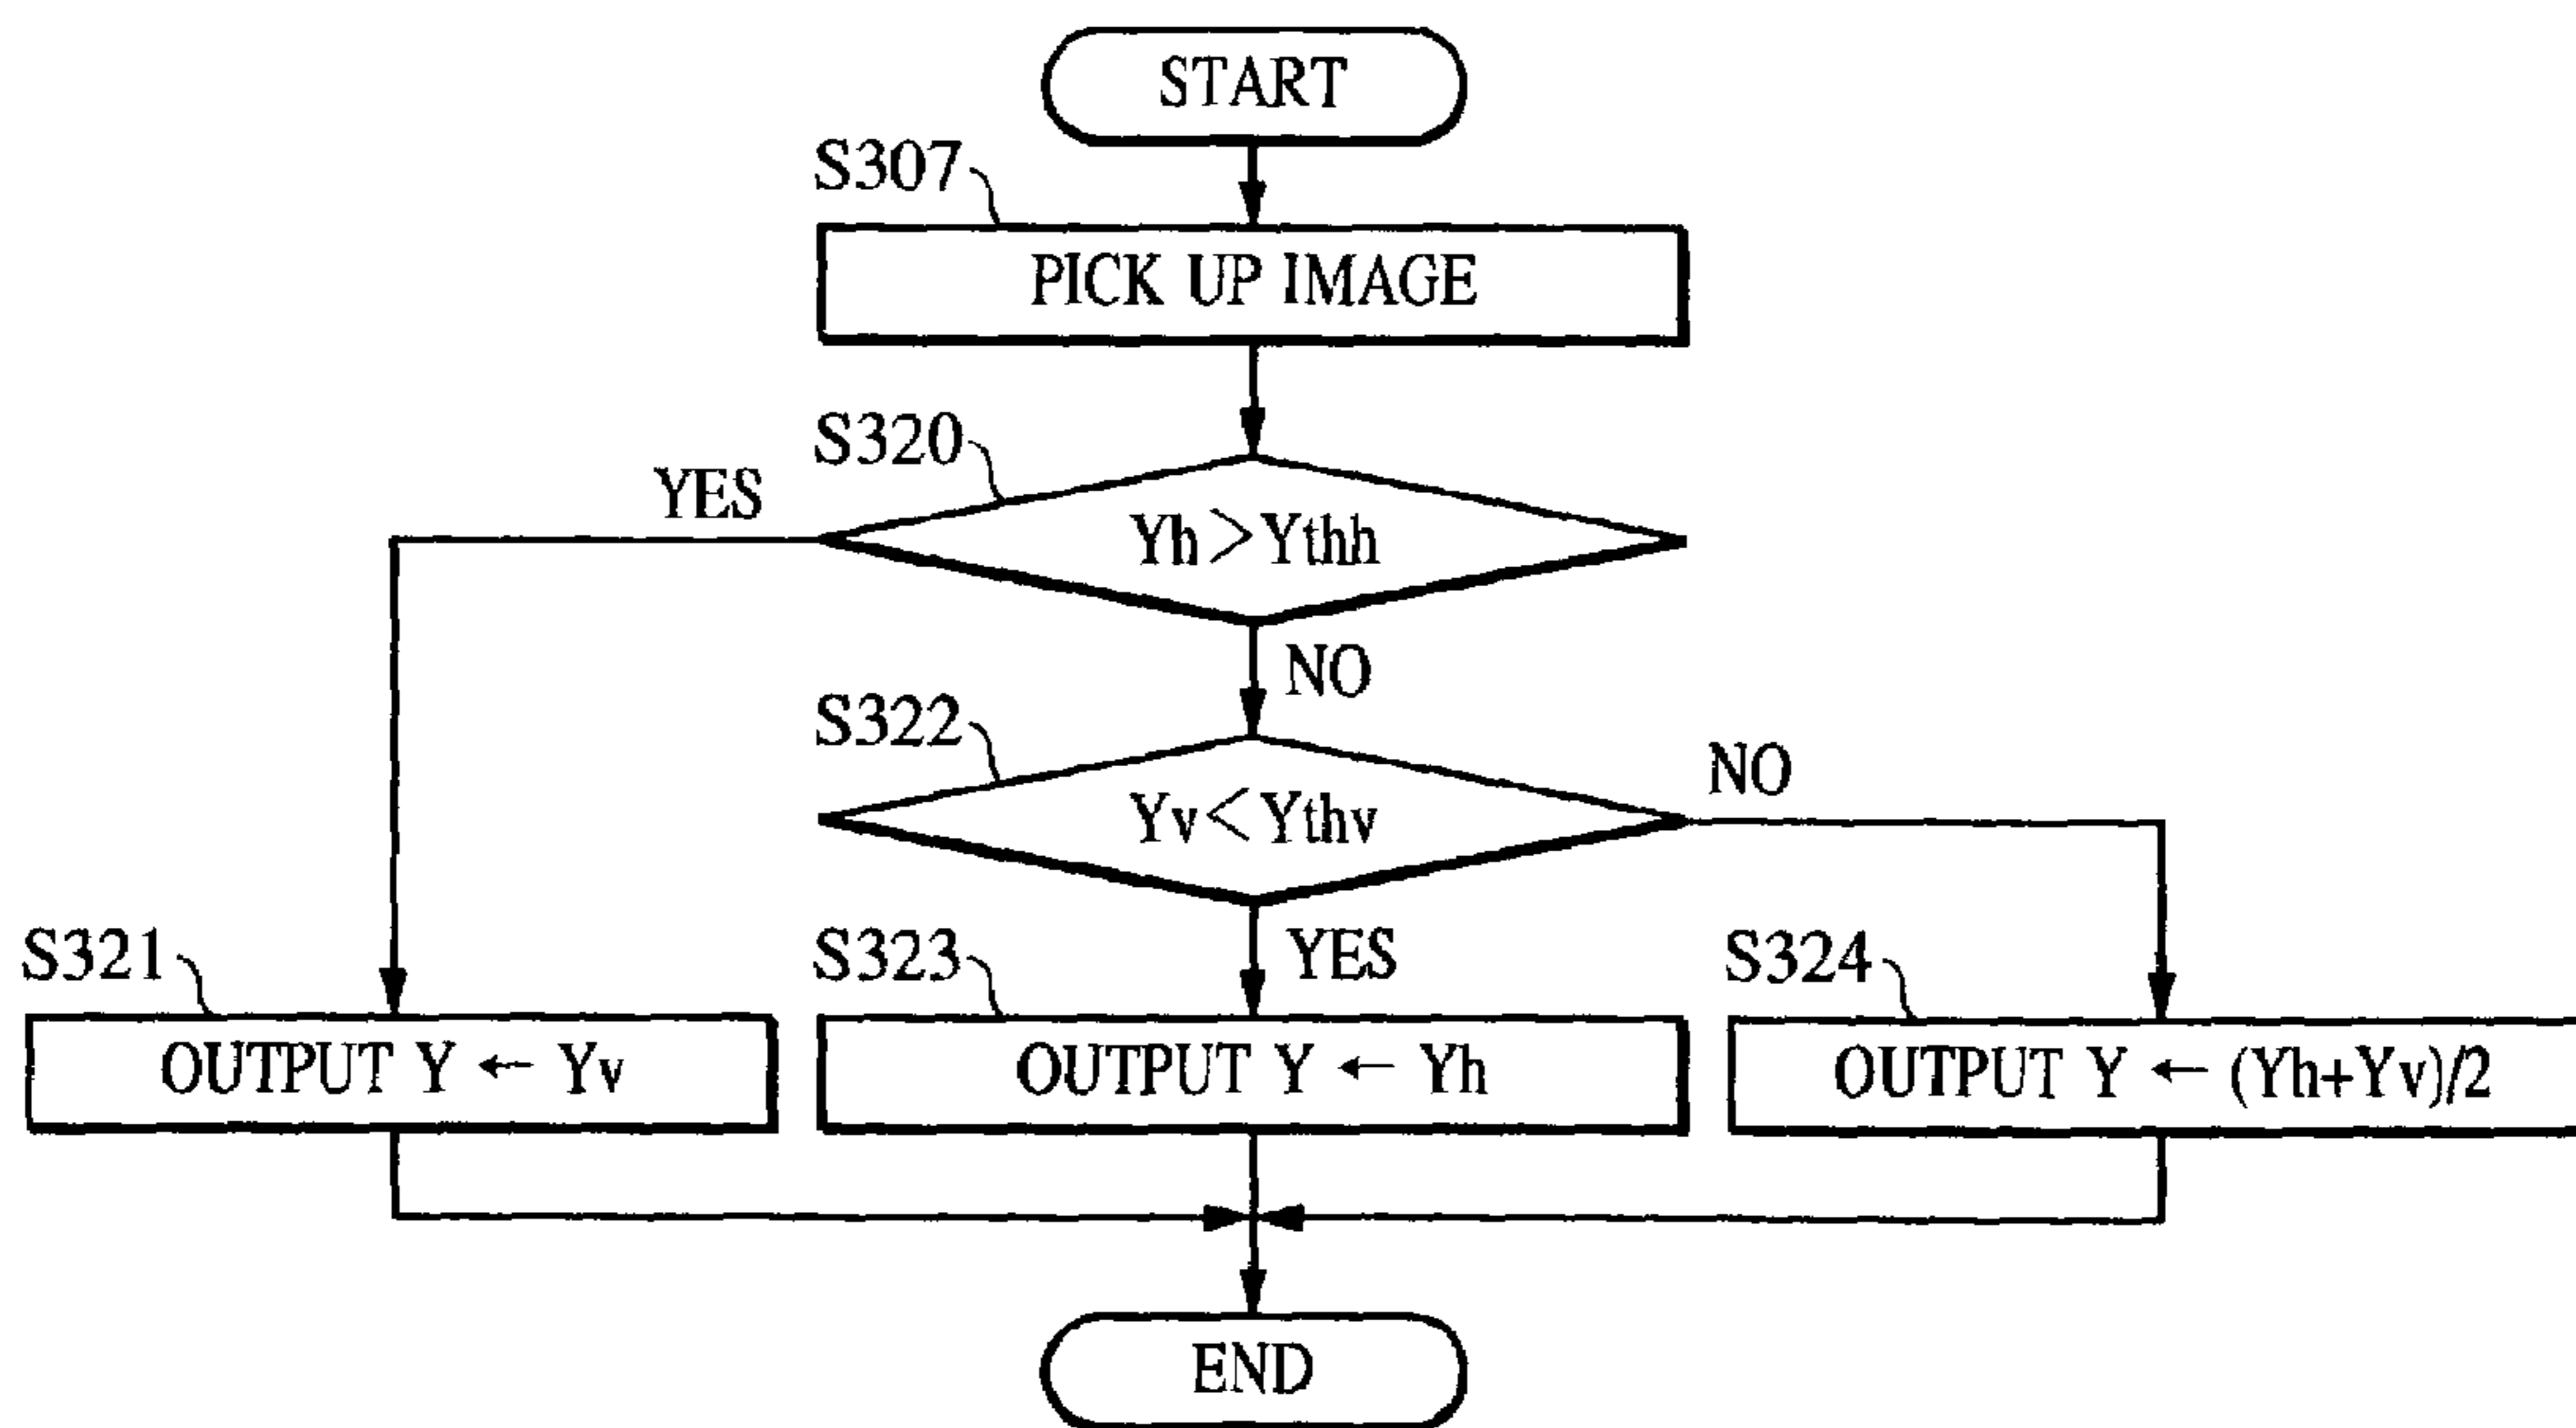 START
S307
PICK UP IMAGE
S320
YES
Yh>Ythh
NO
S322
NO
Yv<Ythv
YES
S321
S323
S324
OUTPUT Y ← Yv
OUTPUT Y ← Yh
OUTPUT Y ← (Yh+Yv)/2
END